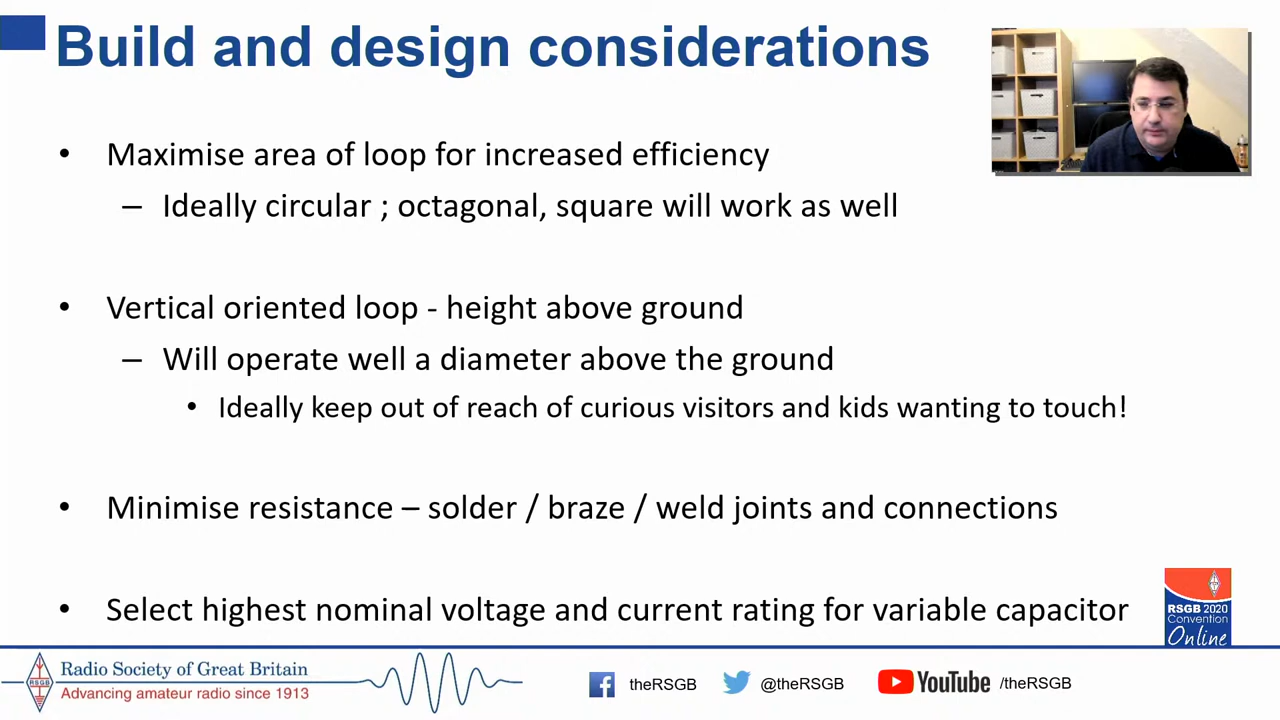 Build and design considerations
• Maximise area of loop for increased efficiency
– Ideally circular ; octagonal, square will work as well
• Vertical oriented loop - height above ground
– Will operate well a diameter above the ground
• Ideally keep out of reach of curious visitors and kids wanting to touch!
• Minimise resistance – solder / braze / weld joints and connections
• Select highest nominal voltage and current rating for variable capacitor
RSGB 2020
Convention
Online
RSGB
Radio Society of Great Britain
Advancing amateur radio since 1913
theRSGB
@theRSGB
YouTube /theRSGB